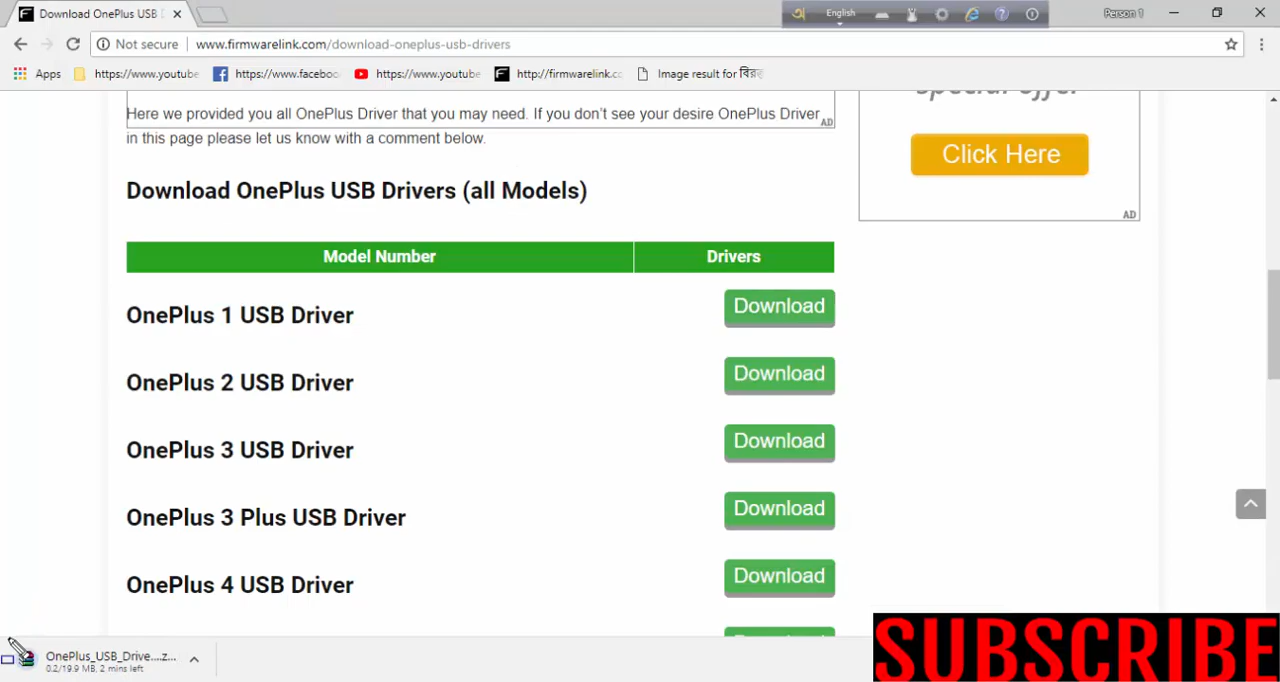 Download OnePlus USB D
English
Person 1
Not secure
www.firmwarelink.com/download-oneplus-usb-drivers
Apps
https://www.youtube
https://www.faceboo
https://www.youtube
http://firmwarelink.cc
Image result for বিরত
Here we provided you all OnePlus Driver that you may need. If you don't see your desire OnePlus Driver
in this page please let us know with a comment below.
AD
Special offer
Click Here
AD
Download OnePlus USB Drivers (all Models)
Model Number
Drivers
OnePlus 1 USB Driver
Download
OnePlus 2 USB Driver
Download
OnePlus 3 USB Driver
Download
OnePlus 3 Plus USB Driver
Download
OnePlus 4 USB Driver
Download
OnePlus_USB_Drive....z...
0.2/19.9 MB, 2 mins left
SUBSCRIBE